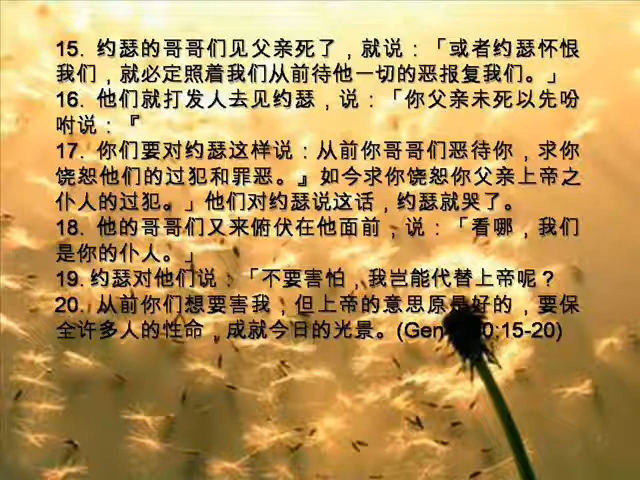 15. 约瑟的哥哥们见父亲死了，就说：「或者约瑟怀恨
我们，就必定照着我们从前待他一切的恶报复我们。」
16. 他们就打发人去见约瑟，说：「你父亲未死以先吩
咐说：『
17. 你们要对约瑟这样说：从前你哥哥们恶待你，求你
饶恕他们的过犯和罪恶。』如今求你饶恕你父亲上帝之
仆人的过犯。」他们对约瑟说这话，约瑟就哭了。
18. 他的哥哥们又来俯伏在他面前，说：「看哪，我们
是你的仆人。」
19. 约瑟对他们说：「不要害怕，我岂能代替上帝呢？
20. 从前你们想要害我，但上帝的意思原是好的，要保
全许多人的性命，成就今日的光景。(Gen 0:15-20)